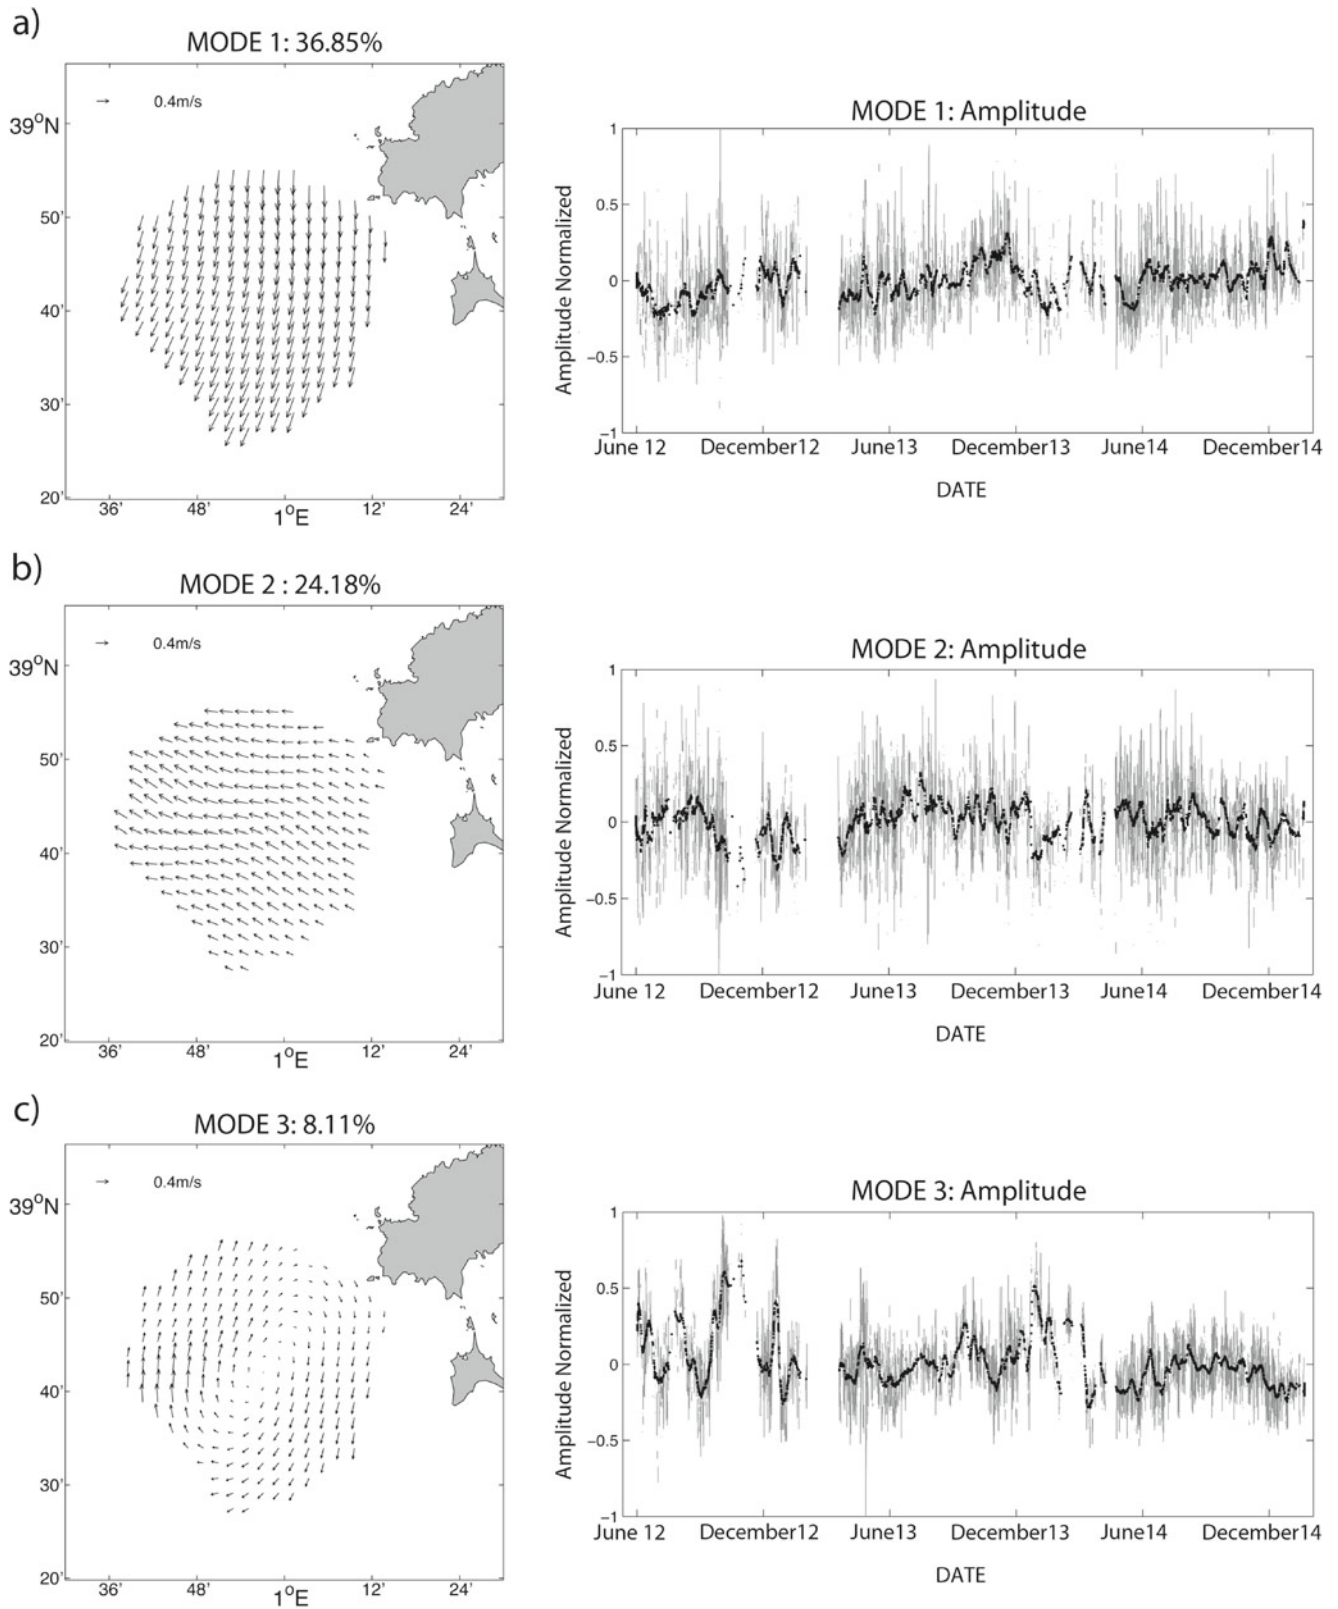 a)
MODE 1: 36.85%
0.4m/s
39°N
50'
40'
30'
20'
36' 48' 1°E 12' 24'
MODE 1: Amplitude
Amplitude Normalized
1
0.5
0
−0.5
−1
June 12 December12 June13 December13 June14 December14
DATE
b)
MODE 2 : 24.18%
0.4m/s
39°N
50'
40'
30'
20'
36' 48' 1°E 12' 24'
MODE 2: Amplitude
Amplitude Normalized
1
0.5
0
−0.5
−1
June 12 December12 June13 December13 June14 December14
DATE
c)
MODE 3: 8.11%
0.4m/s
39°N
50'
40'
30'
20'
36' 48' 1°E 12' 24'
MODE 3: Amplitude
Amplitude Normalized
1
0.5
0
−0.5
−1
June 12 December12 June13 December13 June14 December14
DATE